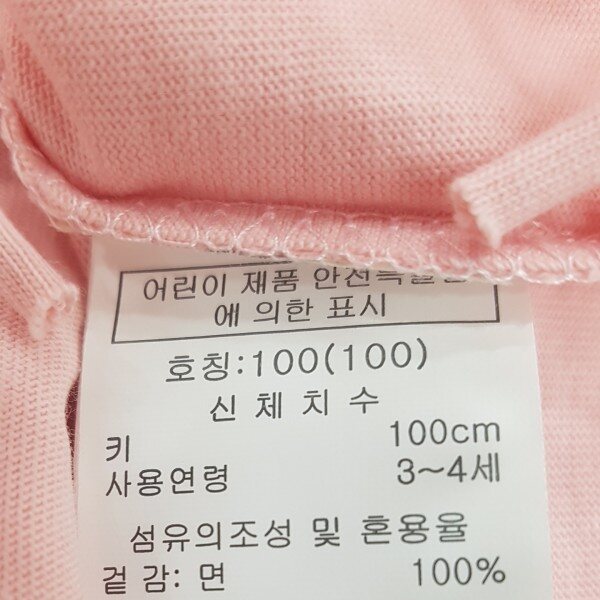 어린이 제품 안전특별법
에 의한 표시
호칭:100(100)
신체치수
키 100cm
사용연령 3~4세
섬유의조성 및 혼용율
겉 감: 면 100%